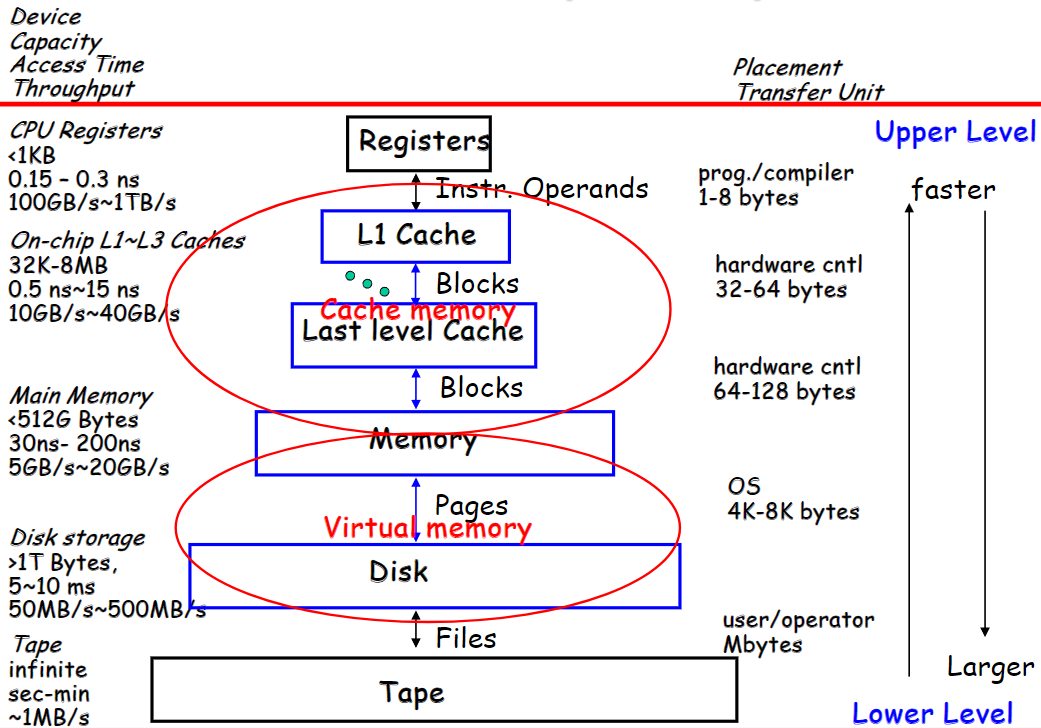 Device
Capacity
Access Time
Throughput
Placement
Transfer Unit
CPU Registers
<1KB
0.15 – 0.3 ns
100GB/s~1TB/s
Registers
Upper Level
Instr. Operands
prog./compiler
1-8 bytes
faster
On-chip L1~L3 Caches
32K-8MB
0.5 ns~15 ns
10GB/s~40GB/s
L1 Cache
Blocks
hardware cntl
32-64 bytes
Cache memory
Last level Cache
Blocks
hardware cntl
64-128 bytes
Main Memory
<512G Bytes
30ns- 200ns
5GB/s~20GB/s
Memory
Pages
OS
4K-8K bytes
Virtual memory
Disk storage
>1T Bytes,
5~10 ms
50MB/s~500MB/s
Disk
Files
user/operator
Mbytes
Tape
infinite
sec-min
~1MB/s
Tape
Larger
Lower Level